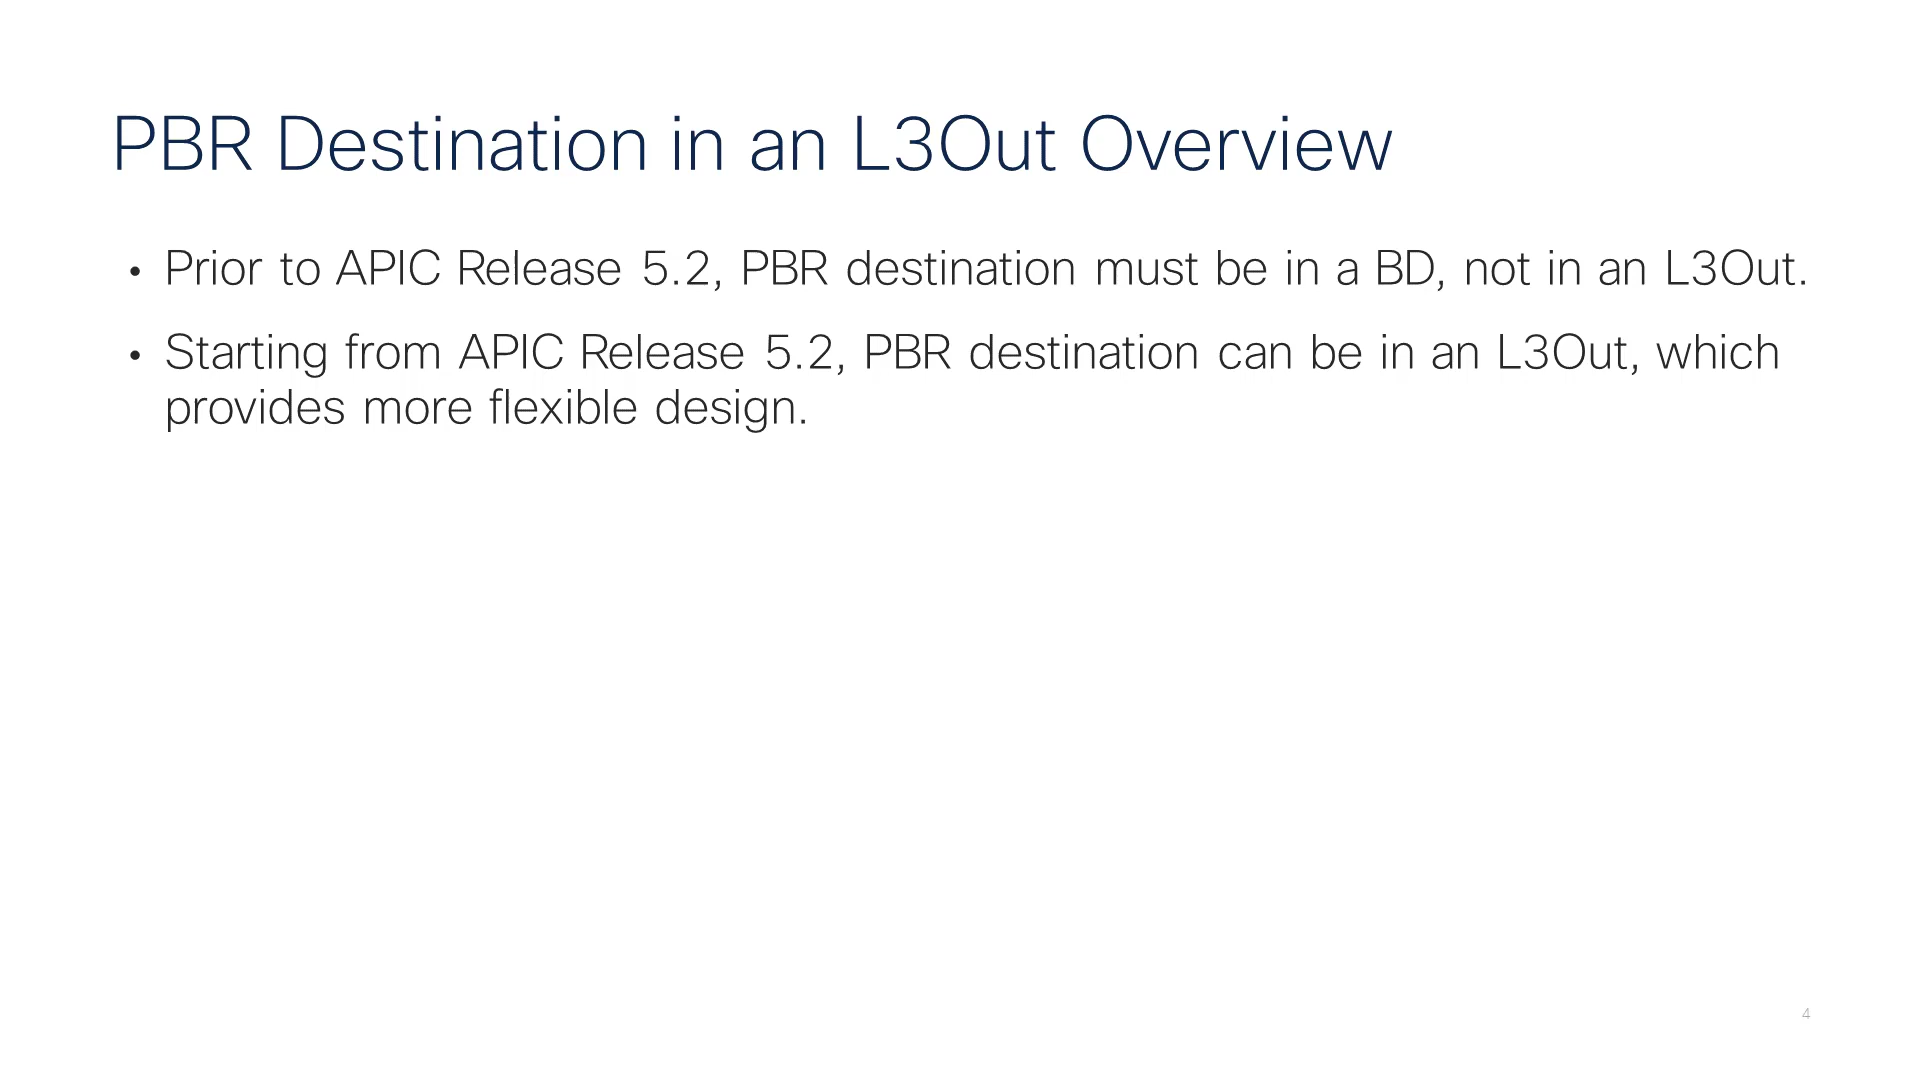 PBR Destination in an L3Out Overview
• Prior to APIC Release 5.2, PBR destination must be in a BD, not in an L3Out.
• Starting from APIC Release 5.2, PBR destination can be in an L3Out, which
provides more flexible design.
4